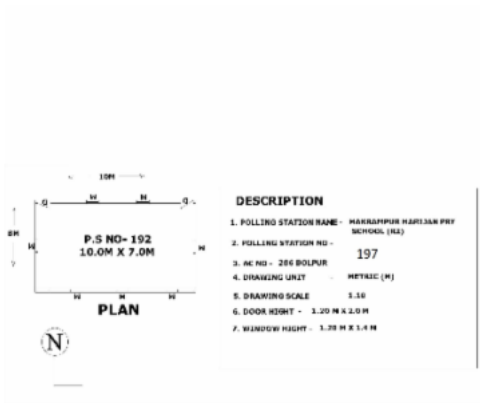 10M
W W
D D
8M
W W
P.S NO- 192
10.0M X 7.0M
W W W
PLAN
N
DESCRIPTION
1. POLLING STATION NAME - MAKRAMPUR HARIJAN PRY
SCHOOL (R1)
2. POLLING STATION NO -
197
3. AC NO - 286 BOLPUR
4. DRAWING UNIT - METRIC (M)
5. DRAWING SCALE 1.10
6. DOOR HIGHT - 1.20 M X 2.0 M
7. WINDOW HIGHT - 1.20 M X 1.4 M